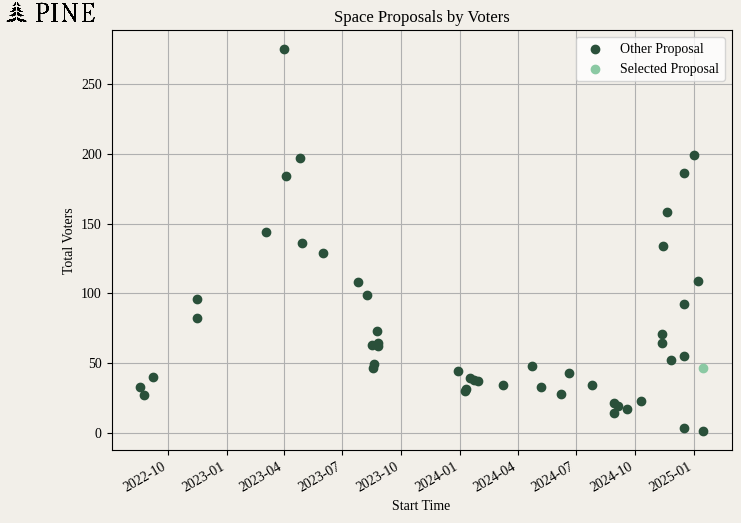 PINE
Space Proposals by Voters
Other Proposal
Selected Proposal
250
200
150
100
50
0
Total Voters
2022-10
2023-01
2023-04
2023-07
2023-10
2024-01
2024-04
2024-07
2024-10
2025-01
Start Time